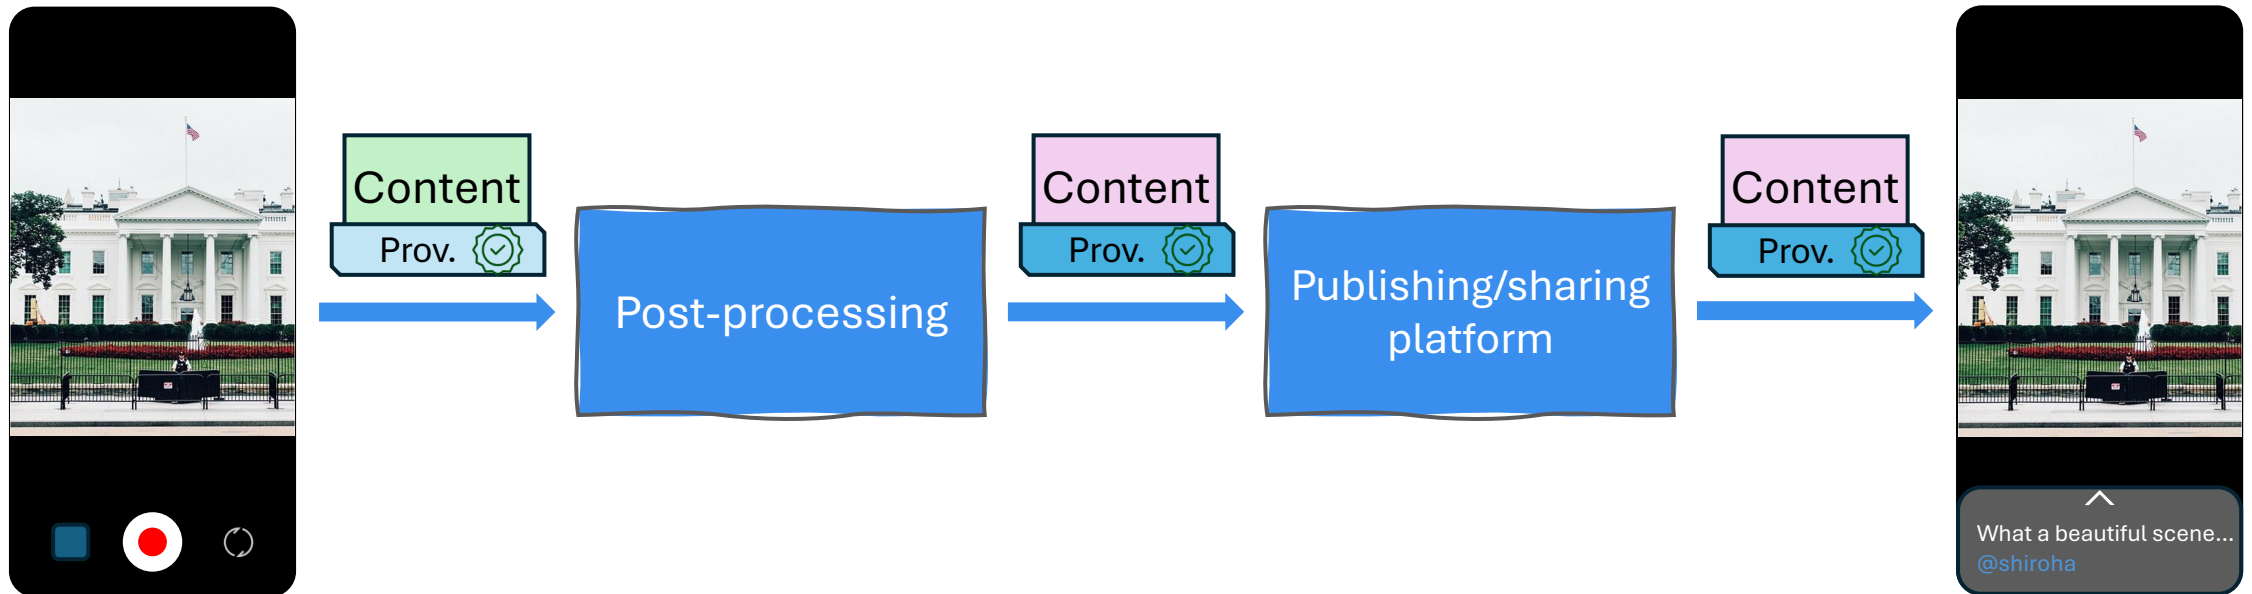 Content
Prov.
Post-processing
Content
Prov.
Publishing/sharing
platform
Content
Prov.
What a beautiful scene...
@shiroha